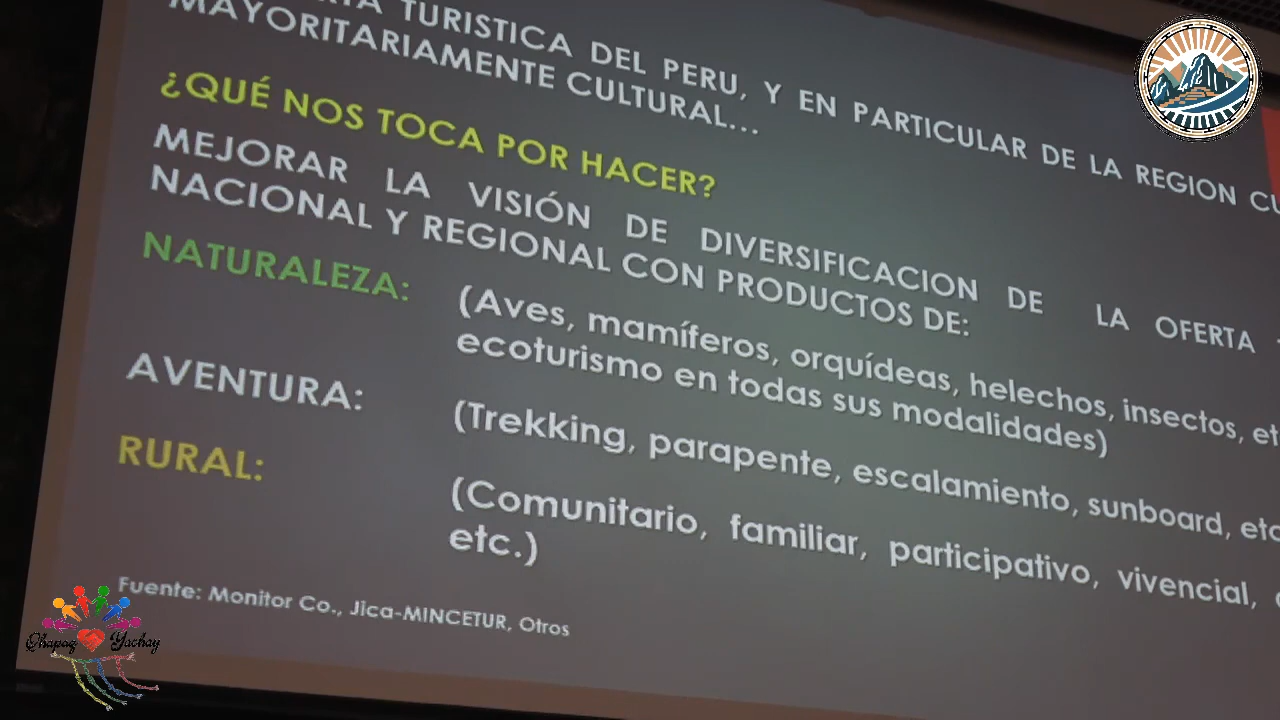 TURISTICA DEL PERU, Y EN PARTICULAR DE LA REGION
MAYORITARIAMENTE CULTURAL...
¿QUÉ NOS TOCA POR HACER?
MEJORAR LA VISIÓN DE DIVERSIFICACION DE LA OFERTA
NACIONAL Y REGIONAL CON PRODUCTOS DE:
NATURALEZA: (Aves, mamíferos, orquídeas, helechos, insectos,
ecoturismo en todas sus modalidades)
AVENTURA: (Trekking, parapente, escalamiento, sunboard,
RURAL: (Comunitario, familiar, participativo, vivencial,
etc.)
Fuente: Monitor Co., Jica-MINCETUR, Otros
Qhapaq Yachay